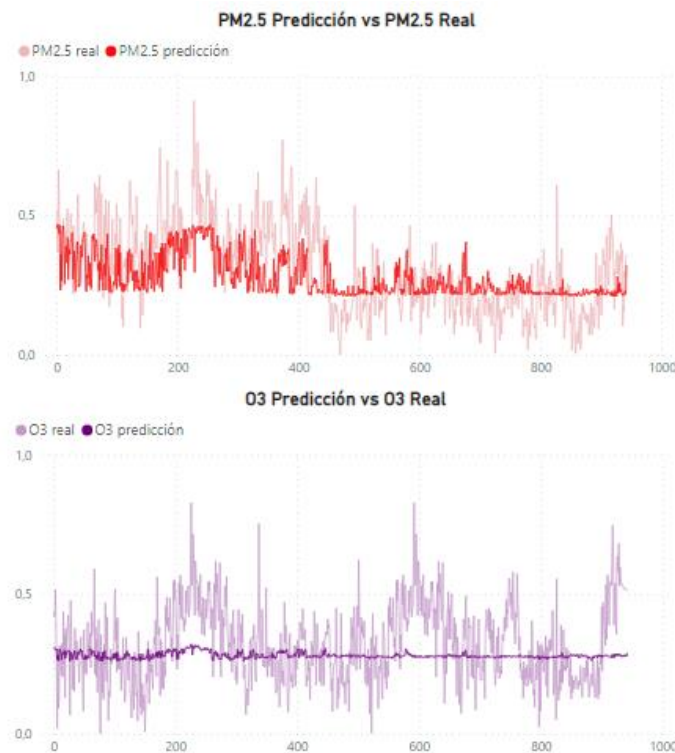 PM2.5 Predicción vs PM2.5 Real
PM2.5 real PM2.5 predicción
1,0
0,5
0,0
0 200 400 600 800 1000
O3 Predicción vs O3 Real
O3 real O3 predicción
1,0
0,5
0,0
0 200 400 600 800 1000